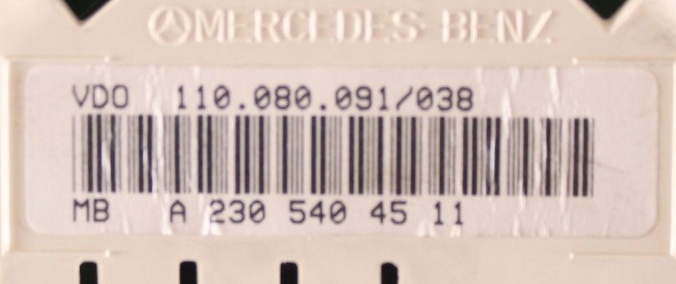 MERCEDES BENZ
VDO 110.080.091/038
MB A 230 540 45 11